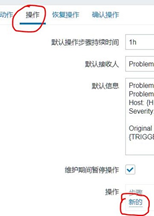 动作 操作 恢复操作 确认操作
默认操作步骤持续时间 1h
默认接收人 Problem
默认信息 Problem
Problem
Host: {H
Severity
Original
{TRIGGE
维护期间暂停操作
操作 步骤
新的